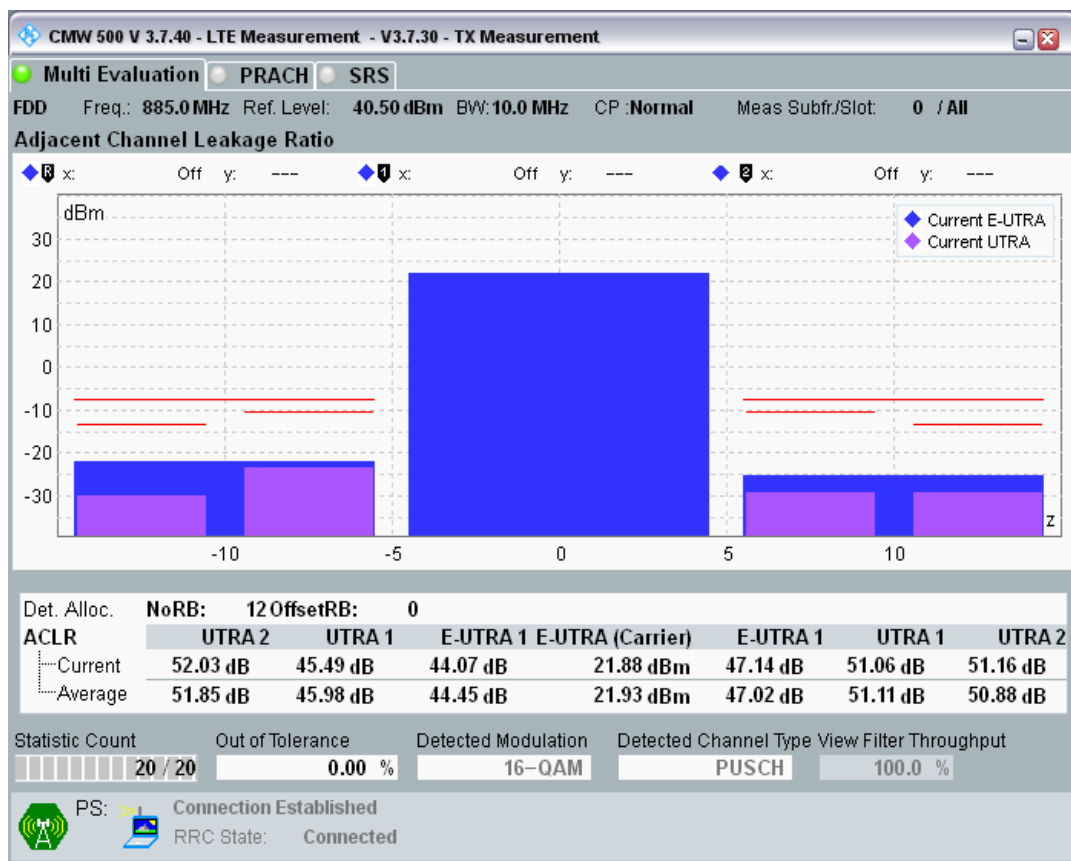 CMW 500 V 3.7.40 - LTE Measurement - V3.7.30 - TX Measurement
Multi Evaluation PRACH SRS
FDD Freq.: 885.0 MHz Ref. Level: 40.50 dBm BW: 10.0 MHz CP :Normal Meas Subfr./Slot: 0 / All
Adjacent Channel Leakage Ratio
R x: Off y: --- 1 x: Off y: --- 2 x: Off y: ---
dBm
Current E-UTRA
Current UTRA
30
20
10
0
-10
-20
-30
z
-10 -5 0 5 10
Det. Alloc. NoRB: 12 OffsetRB: 0
ACLR UTRA 2 UTRA 1 E-UTRA 1 E-UTRA (Carrier) E-UTRA 1 UTRA 1 UTRA 2
Current 52.03 dB 45.49 dB 44.07 dB 21.88 dBm 47.14 dB 51.06 dB 51.16 dB
Average 51.85 dB 45.98 dB 44.45 dB 21.93 dBm 47.02 dB 51.11 dB 50.88 dB
Statistic Count Out of Tolerance Detected Modulation Detected Channel Type View Filter Throughput
20 / 20 0.00 % 16-QAM PUSCH 100.0 %
PS: Connection Established
RRC State: Connected